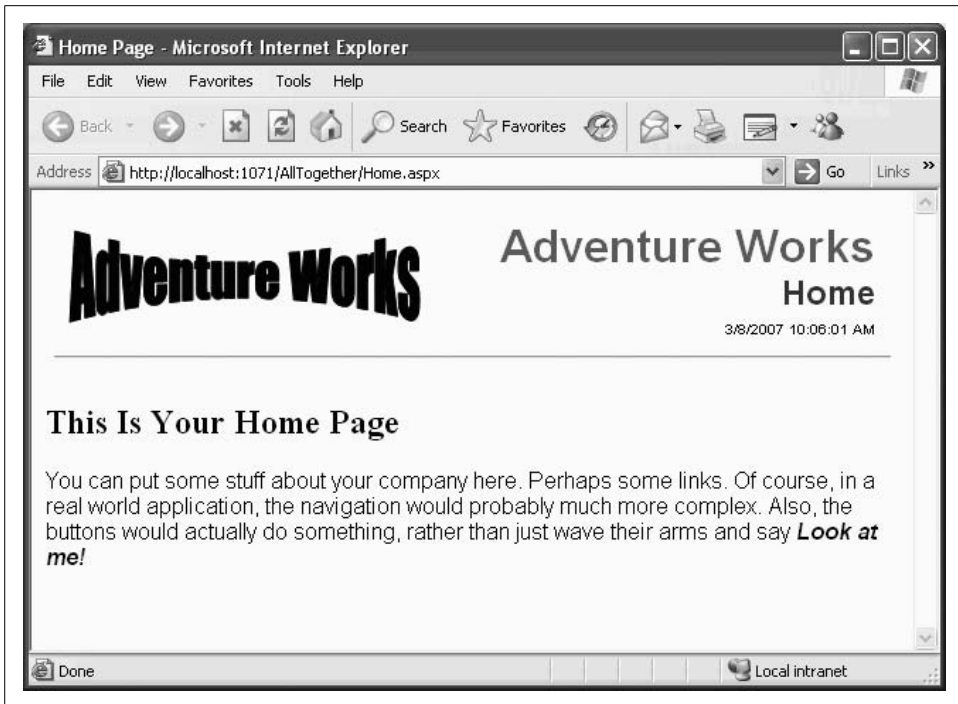 Home Page - Microsoft Internet Explorer
File Edit View Favorites Tools Help
Back Search Favorites
Address http://localhost:1071/AllTogether/Home.aspx Go Links »
Adventure Works Adventure Works
Home
3/8/2007 10:06:01 AM
This Is Your Home Page
You can put some stuff about your company here. Perhaps some links. Of course, in a
real world application, the navigation would probably much more complex. Also, the
buttons would actually do something, rather than just wave their arms and say Look at
me!
Done Local intranet